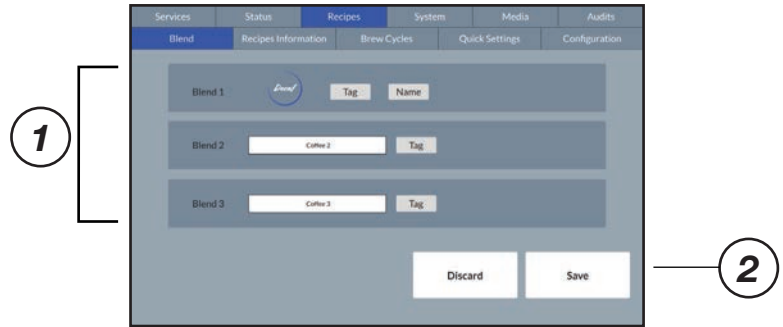 Services Status Recipes System Media Audits
Blend Recipes Information Brew Cycles Quick Settings Configuration
1
Blend 1 Decaf Tag Name
Blend 2 Coffee 2 Tag
Blend 3 Coffee 3 Tag
Discard Save
2